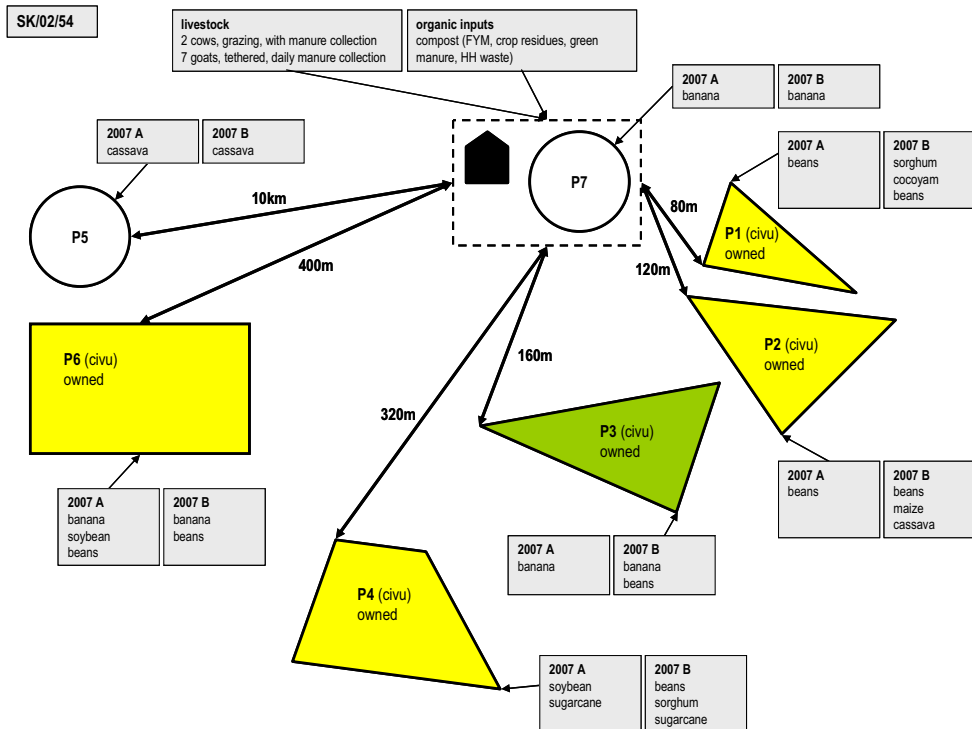 SK/02/54
livestock
2 cows, grazing, with manure collection
7 goats, tethered, daily manure collection
organic inputs
compost (FYM, crop residues, green
manure, HH waste)
2007 A
banana
2007 B
banana
2007 A
cassava
2007 B
cassava
2007 A
beans
2007 B
sorghum
cocoyam
beans
P7
10km
80m
P5
P1 (civu)
owned
400m
120m
P2 (civu)
owned
P6 (civu)
owned
160m
320m
P3 (civu)
owned
2007 A
beans
2007 B
beans
maize
cassava
2007 A
banana
soybean
beans
2007 B
banana
beans
2007 A
banana
2007 B
banana
beans
P4 (civu)
owned
2007 A
soybean
sugarcane
2007 B
beans
sorghum
sugarcane